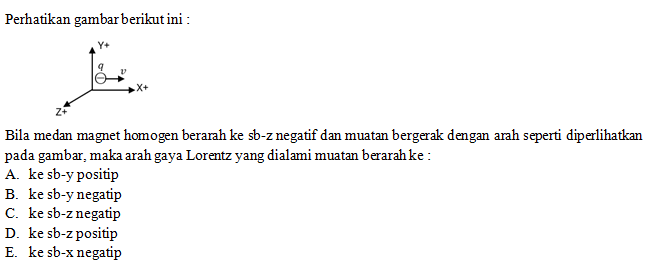 Perhatikan gambar berikut ini :
Y+
q
v
X+
Z+
Bila medan magnet homogen berarah ke sb-z negatif dan muatan bergerak dengan arah seperti diperlihatkan
pada gambar, maka arah gaya Lorentz yang dialami muatan berarah ke :
A. ke sb-y positip
B. ke sb-y negatip
C. ke sb-z negatip
D. ke sb-z positip
E. ke sb-x negatip